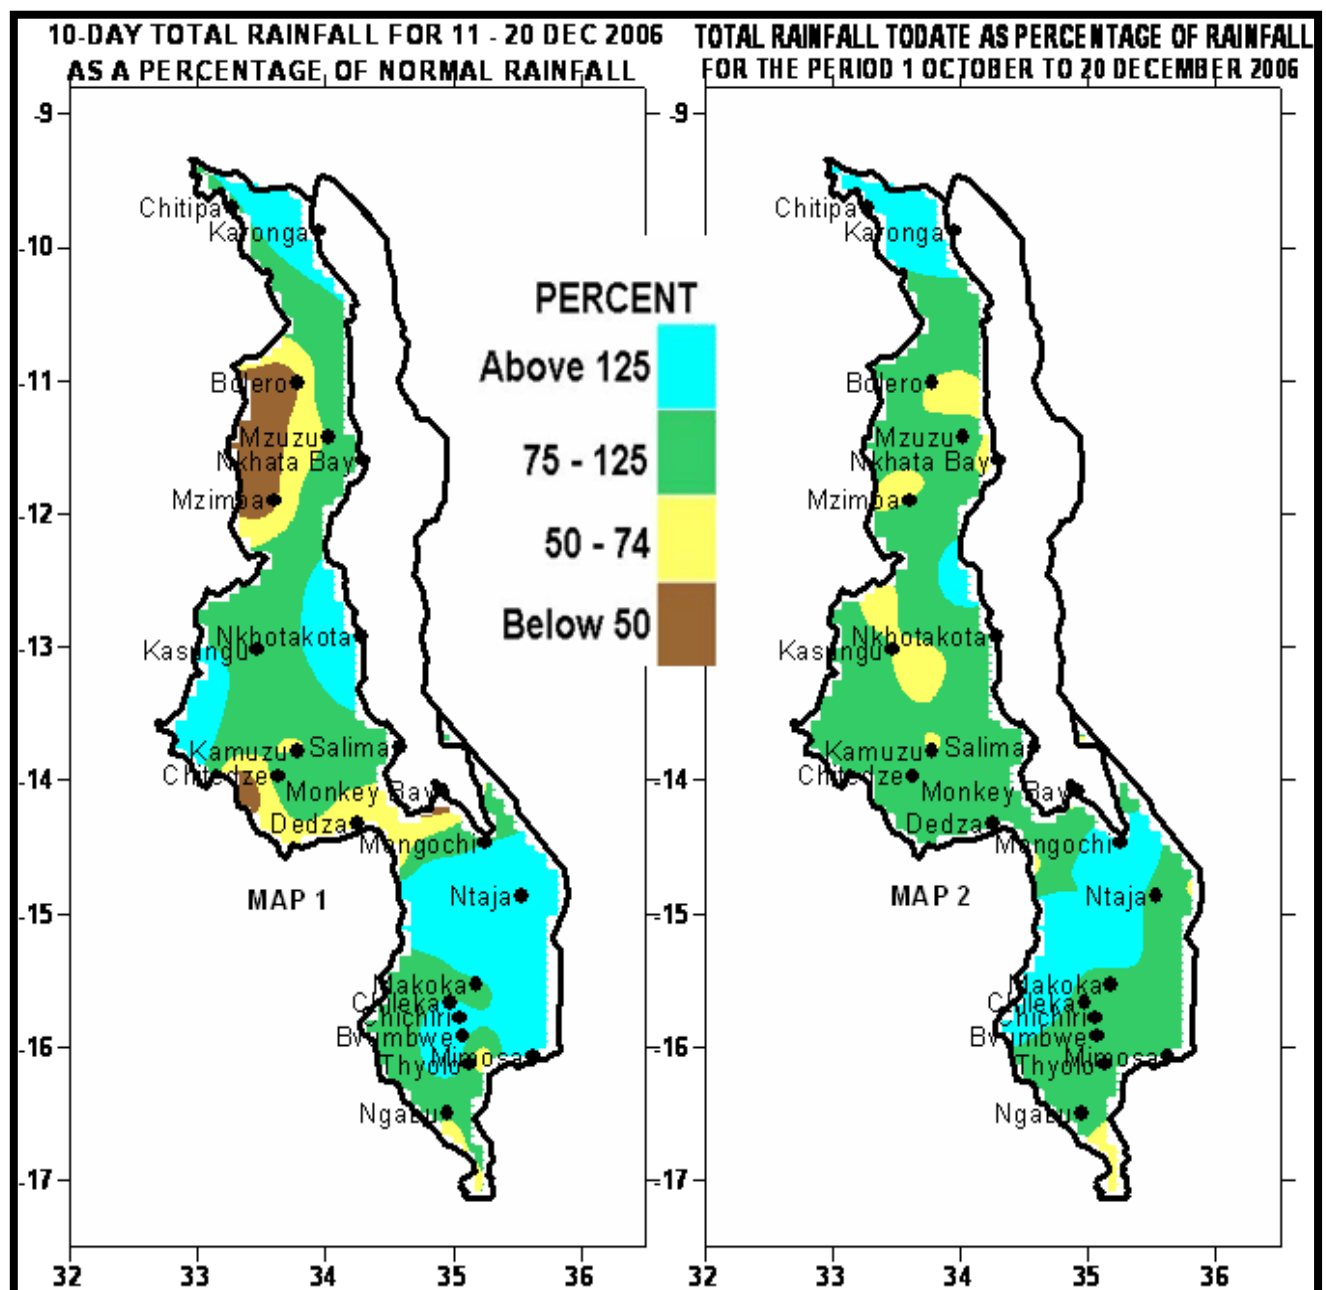 10-DAY TOTAL RAINFALL FOR 11 - 20 DEC 2006
AS A PERCENTAGE OF NORMAL RAINFALL
TOTAL RAINFALL TODATE AS PERCENTAGE OF RAINFALL
FOR THE PERIOD 1 OCTOBER TO 20 DECEMBER 2006
-9
-10
-11
-12
-13
-14
-15
-16
-17
32
33
34
35
36
Chitipa
Karonga
Bolero
Mzuzu
Nkhata Bay
Mzimba
Nkhotakota
Kasungu
Kamuzu
Salima
Chitedze
Monkey Bay
Dedza
Mangochi
MAP 1
Ntaja
Makoka
Chileka
Chichiri
Bvumbwe
Mimosa
Thyolo
Ngabu
PERCENT
Above 125
75 - 125
50 - 74
Below 50
-9
-10
-11
-12
-13
-14
-15
-16
-17
32
33
34
35
36
Chitipa
Karonga
Bolero
Mzuzu
Nkhata Bay
Mzimba
Nkhotakota
Kasungu
Kamuzu
Salima
Chitedze
Monkey Bay
Dedza
Mangochi
MAP 2
Ntaja
Makoka
Chileka
Chichiri
Bvumbwe
Mimosa
Thyolo
Ngabu